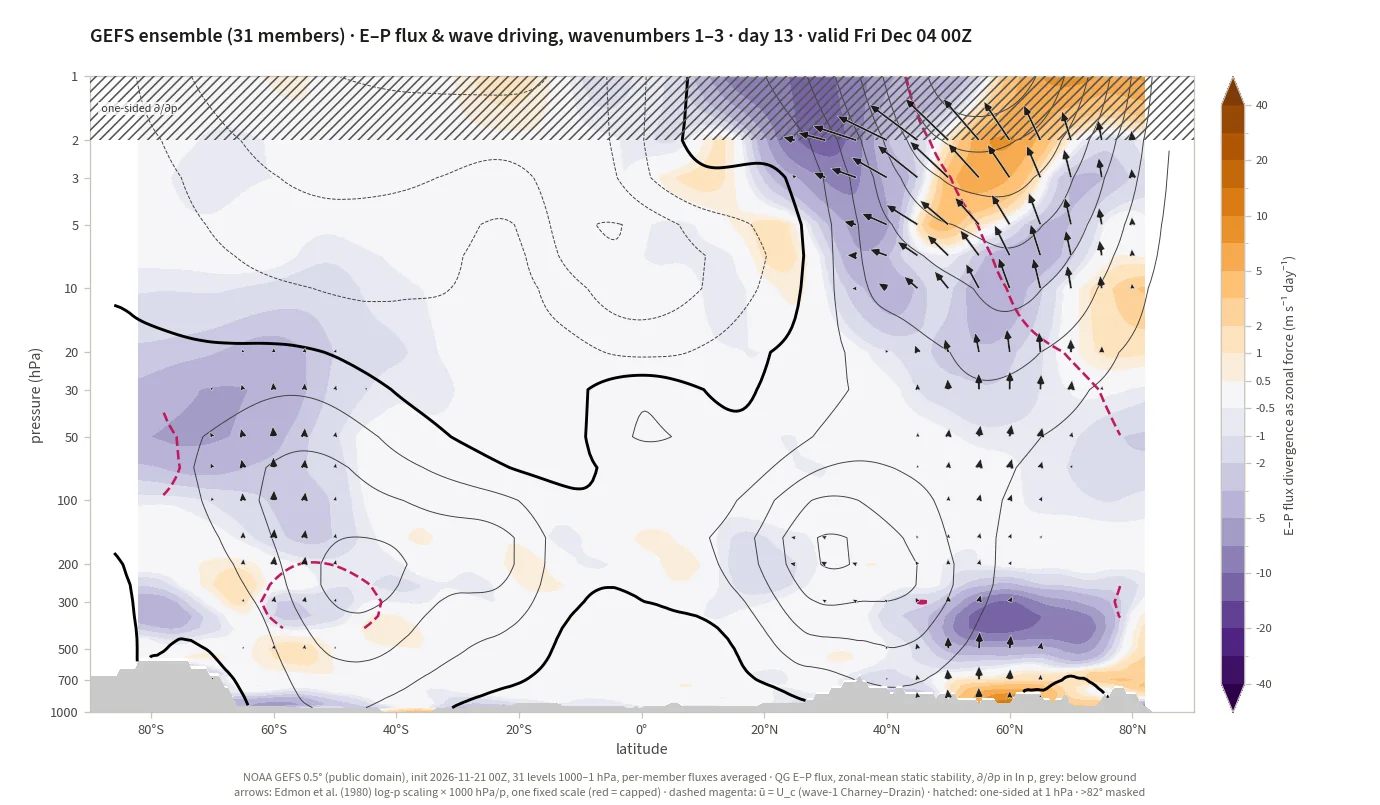 GEFS ensemble (31 members) · E–P flux & wave driving, wavenumbers 1–3 · day 13 · valid Fri Dec 04 00Z
one-sided ∂/∂p
pressure (hPa)
1
2
3
5
10
20
30
50
100
200
300
500
700
1000
80°S
60°S
40°S
20°S
0°
20°N
40°N
60°N
80°N
latitude
40
20
10
5
2
1
0.5
-0.5
-1
-2
-5
-10
-20
-40
E–P flux divergence as zonal force (m s⁻¹ day⁻¹)
NOAA GEFS 0.5° (public domain), init 2026-11-21 00Z, 31 levels 1000–1 hPa, per-member fluxes averaged · QG E–P flux, zonal-mean static stability, ∂/∂p in ln p, grey: below ground
arrows: Edmon et al. (1980) log-p scaling × 1000 hPa/p, one fixed scale (red = capped) · dashed magenta: ū = U_c (wave-1 Charney–Drazin) · hatched: one-sided at 1 hPa · >82° masked